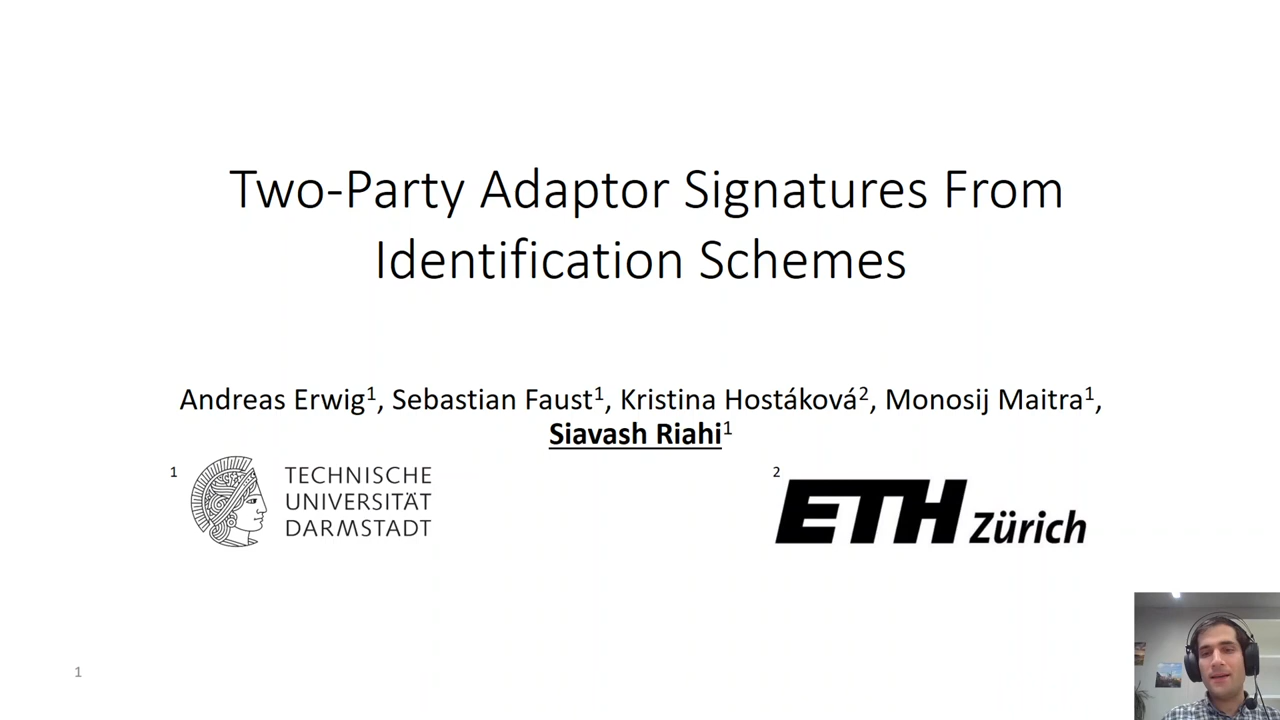 Two-Party Adaptor Signatures From
Identification Schemes
Andreas Erwig1, Sebastian Faust1, Kristina Hostáková2, Monosij Maitra1,
Siavash Riahi1
1
TECHNISCHE
UNIVERSITÄT
DARMSTADT
2
ETH Zürich
1